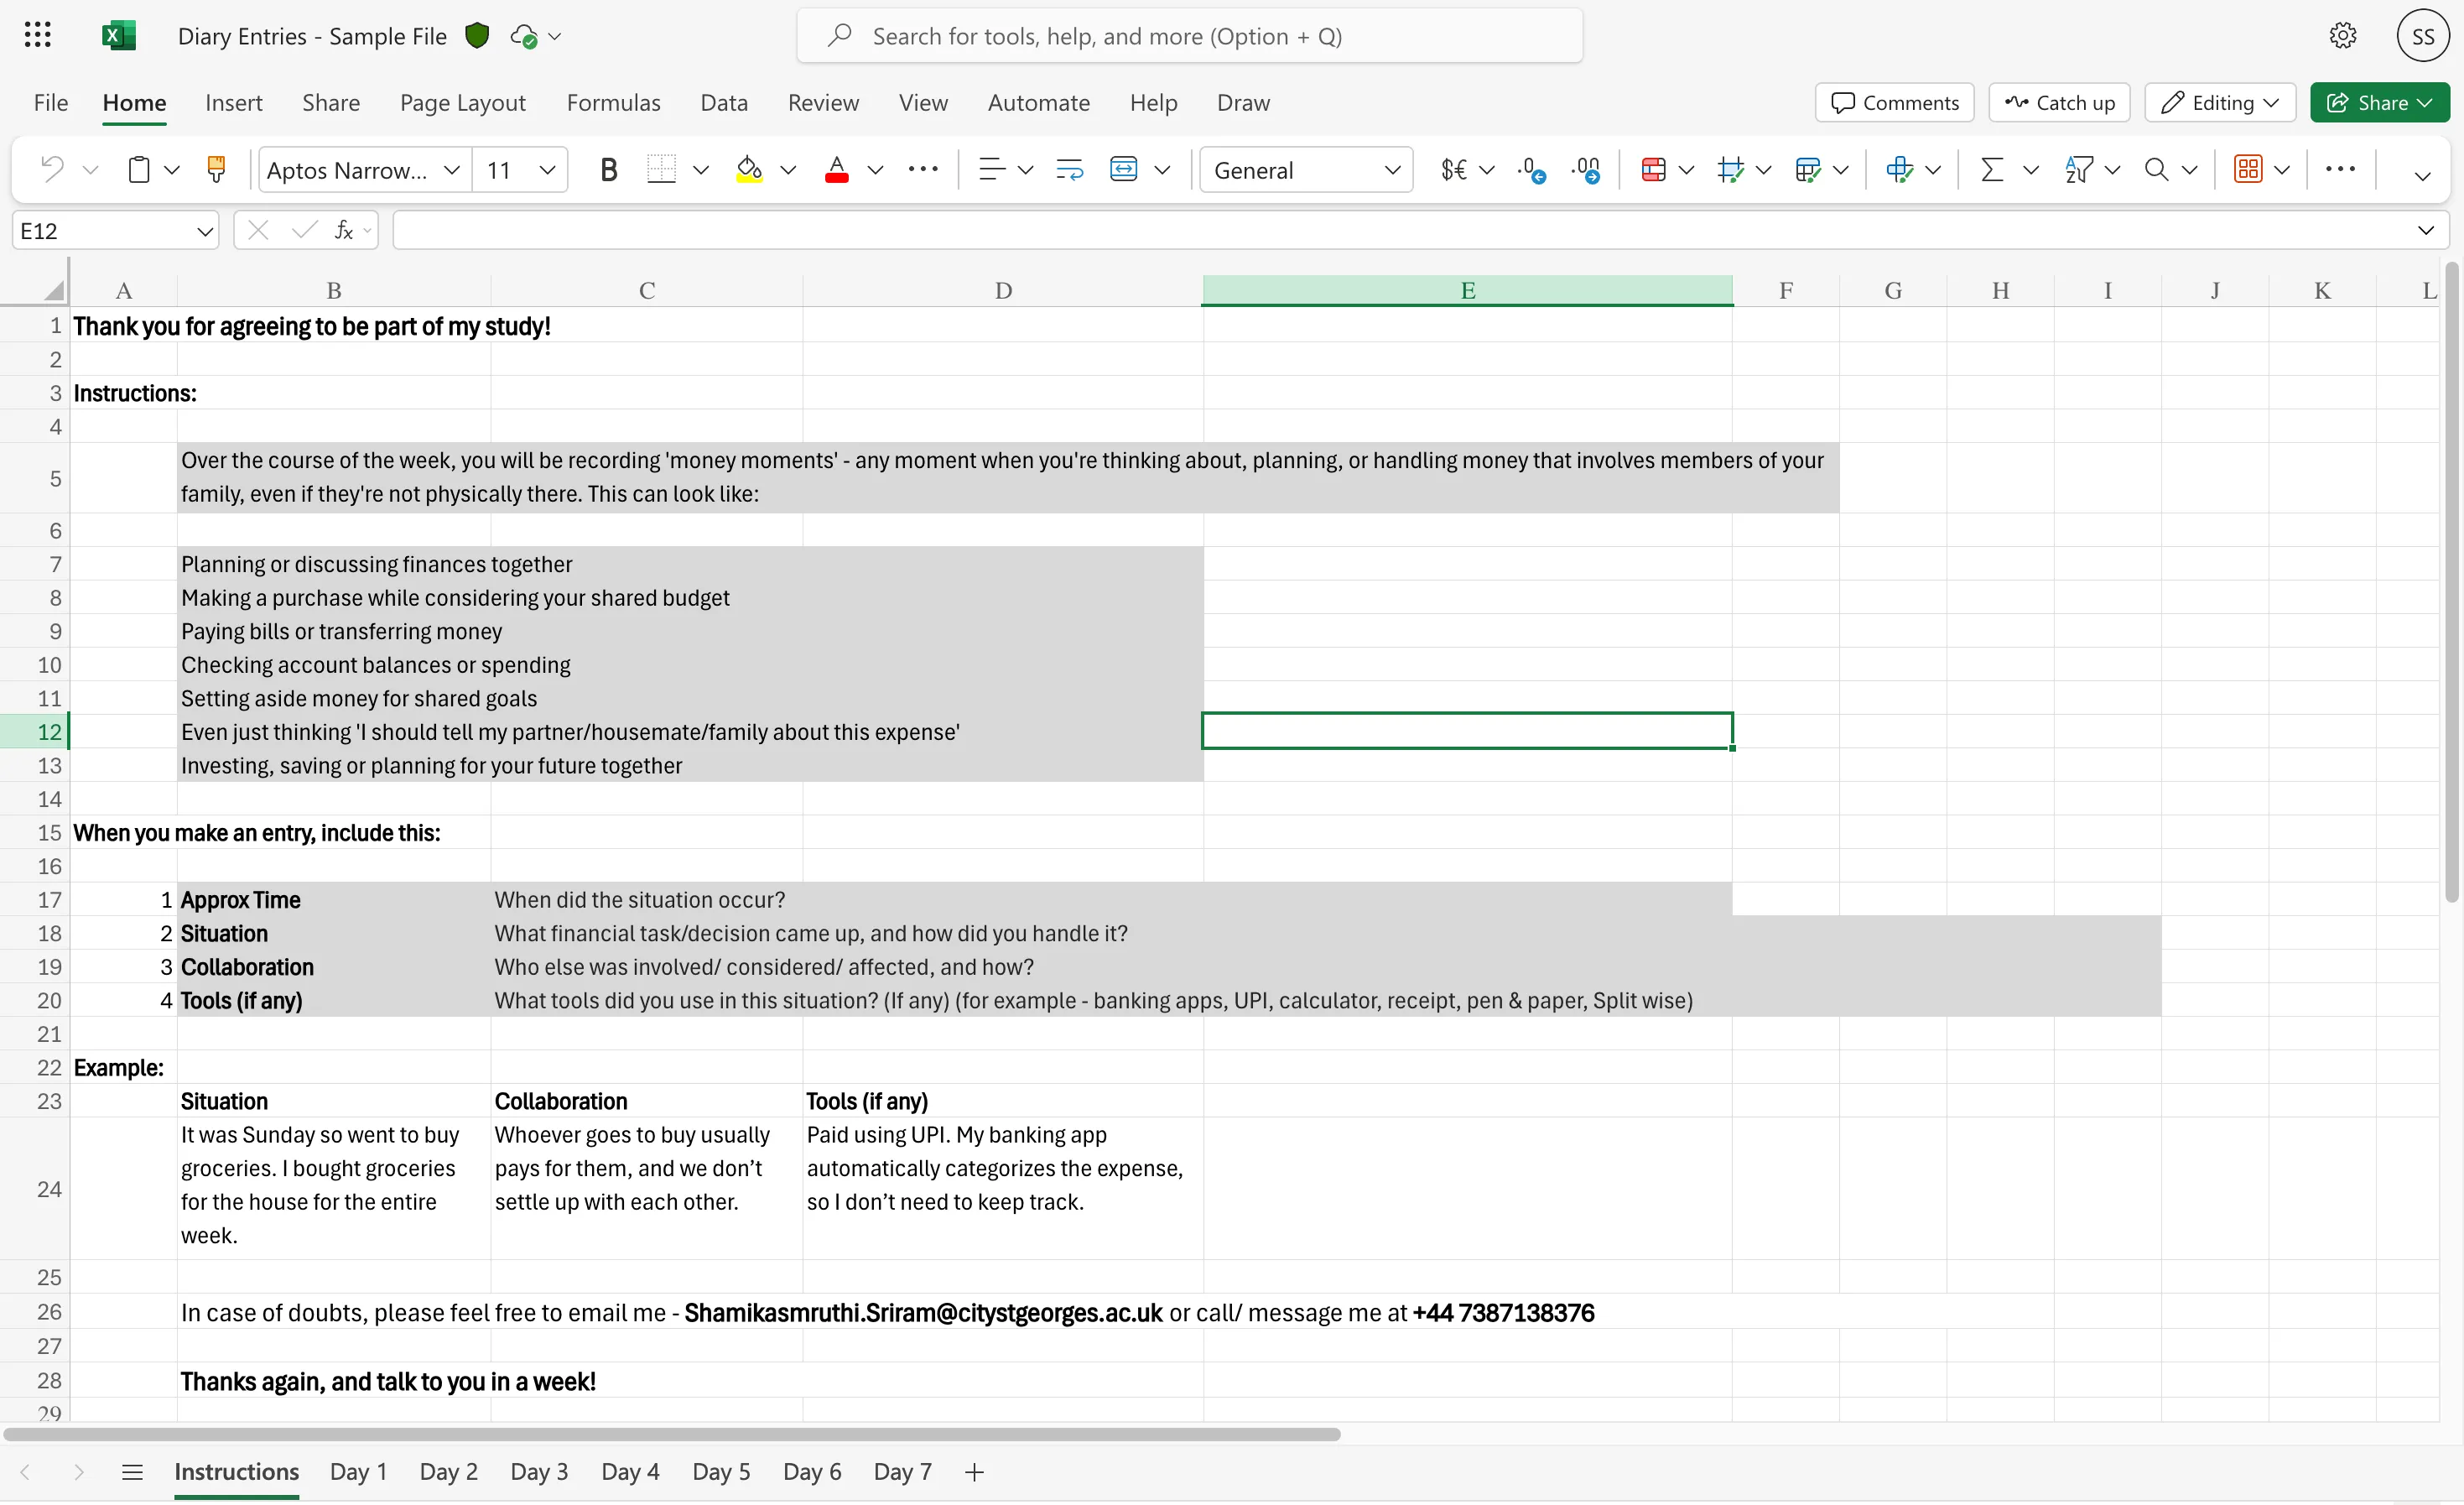 Diary Entries - Sample File
Search for tools, help, and more (Option + Q)
SS
File Home Insert Share Page Layout Formulas Data Review View Automate Help Draw
Comments Catch up Editing Share
Aptos Narrow... 11 B A General $€ .0 .00
E12 fx
A B C D E F G H I J K L
1 Thank you for agreeing to be part of my study!
2
3 Instructions:
4
5 Over the course of the week, you will be recording 'money moments' - any moment when you're thinking about, planning, or handling money that involves members of your
family, even if they're not physically there. This can look like:
6
7 Planning or discussing finances together
8 Making a purchase while considering your shared budget
9 Paying bills or transferring money
10 Checking account balances or spending
11 Setting aside money for shared goals
12 Even just thinking 'I should tell my partner/housemate/family about this expense'
13 Investing, saving or planning for your future together
14
15 When you make an entry, include this:
16
17 1 Approx Time When did the situation occur?
18 2 Situation What financial task/decision came up, and how did you handle it?
19 3 Collaboration Who else was involved/ considered/ affected, and how?
20 4 Tools (if any) What tools did you use in this situation? (If any) (for example - banking apps, UPI, calculator, receipt, pen & paper, Split wise)
21
22 Example:
23 Situation Collaboration Tools (if any)
24
It was Sunday so went to buy
groceries. I bought groceries
for the house for the entire
week.
Whoever goes to buy usually
pays for them, and we don’t
settle up with each other.
Paid using UPI. My banking app
automatically categorizes the expense,
so I don’t need to keep track.
25
26 In case of doubts, please feel free to email me - Shamikasmruthi.Sriram@citystgeorges.ac.uk or call/ message me at +44 7387138376
27
28 Thanks again, and talk to you in a week!
29
Instructions Day 1 Day 2 Day 3 Day 4 Day 5 Day 6 Day 7